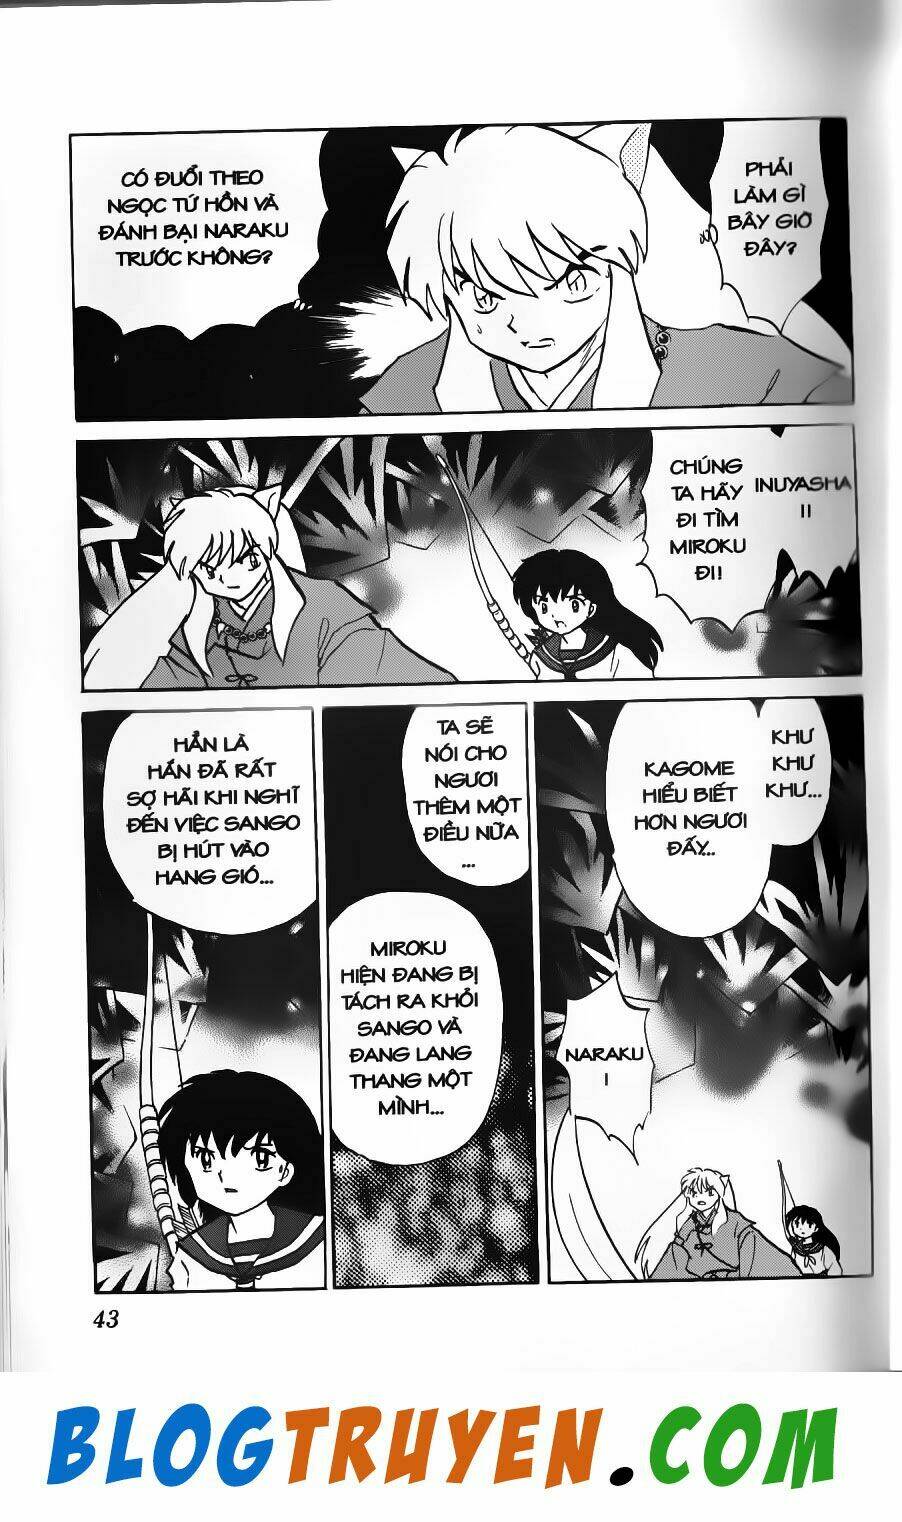 PHẢI
LÀM GÌ
BÂY GIỜ
ĐÂY?
CÓ ĐUỔI THEO
NGỌC TỨ HỒN VÀ
ĐÁNH BẠI NARAKU
TRƯỚC KHÔNG?
INUYASHA
!!
CHÚNG
TA HÃY
ĐI TÌM
MIROKU
ĐI!
KHƯ
KHƯ
KHƯ...
KAGOME
HIỂU BIẾT
HƠN NGƯƠI
ĐẤY..
NARAKU
!
TA SẼ
NÓI CHO
NGƯƠI
THÊM MỘT
ĐIỀU NỮA
...
MIROKU
HIỆN ĐANG BỊ
TÁCH RA KHỎI
SANGO VÀ
ĐANG LANG
THANG MỘT
MÌNH...
HẲN LÀ
HẮN ĐÃ RẤT
SỢ HÃI KHI NGHĨ
ĐẾN VIỆC SANGO
BỊ HÚT VÀO
HANG GIÓ...
43
BLOGTRUYEN.COM